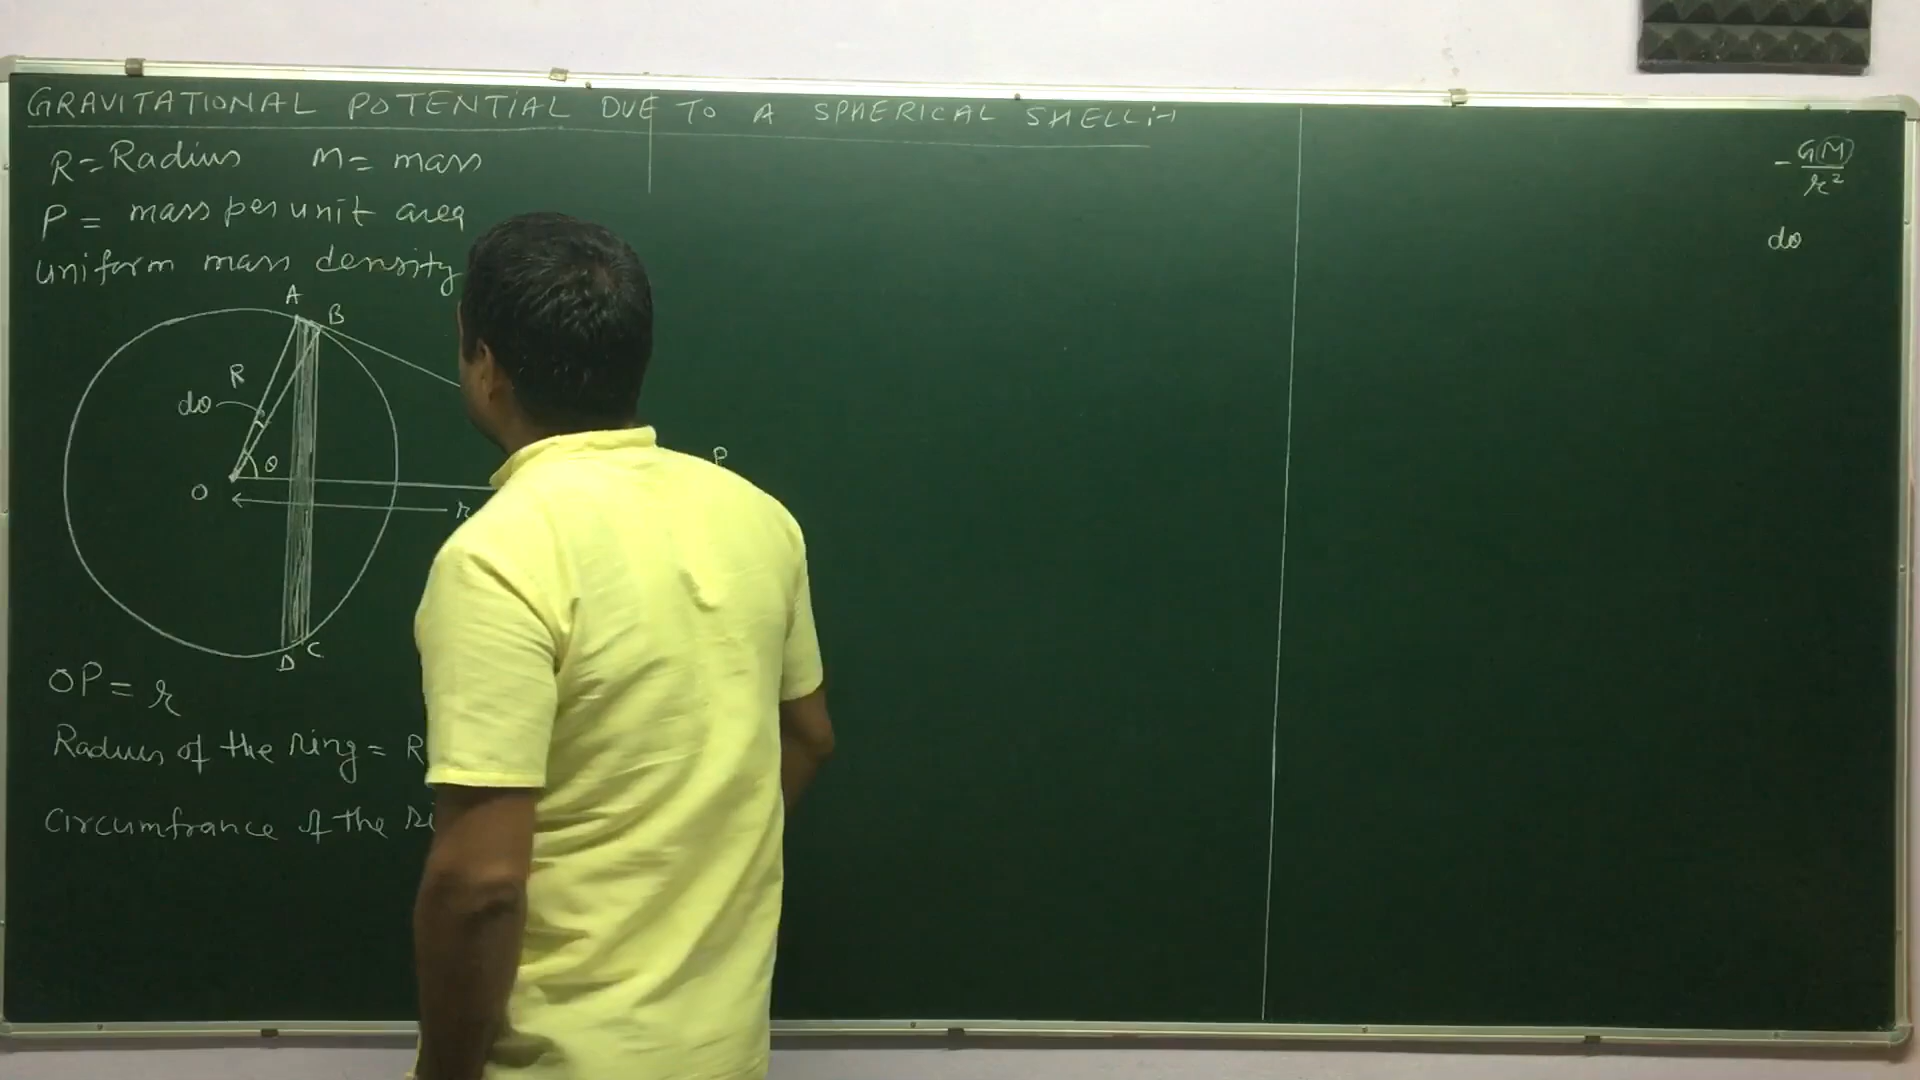 GRAVITATIONAL POTENTIAL DUE TO A SPHERICAL SHELL:-
R = Radius M = mass
ρ = mass per unit area
uniform mass density
A
B
R
dθ
θ
O
P
r
D C
OP = r
Radius of the ring = R
circumfrance of the
- GM/r²
dθ